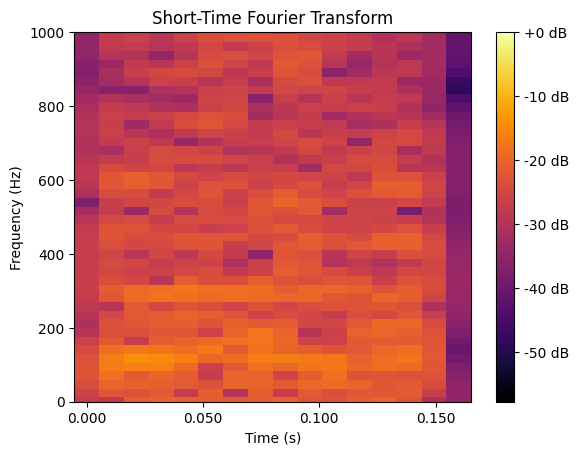 Short-Time Fourier Transform
1000
800
600
400
200
0
Frequency (Hz)
0.000
0.050
0.100
0.150
Time (s)
+0 dB
-10 dB
-20 dB
-30 dB
-40 dB
-50 dB